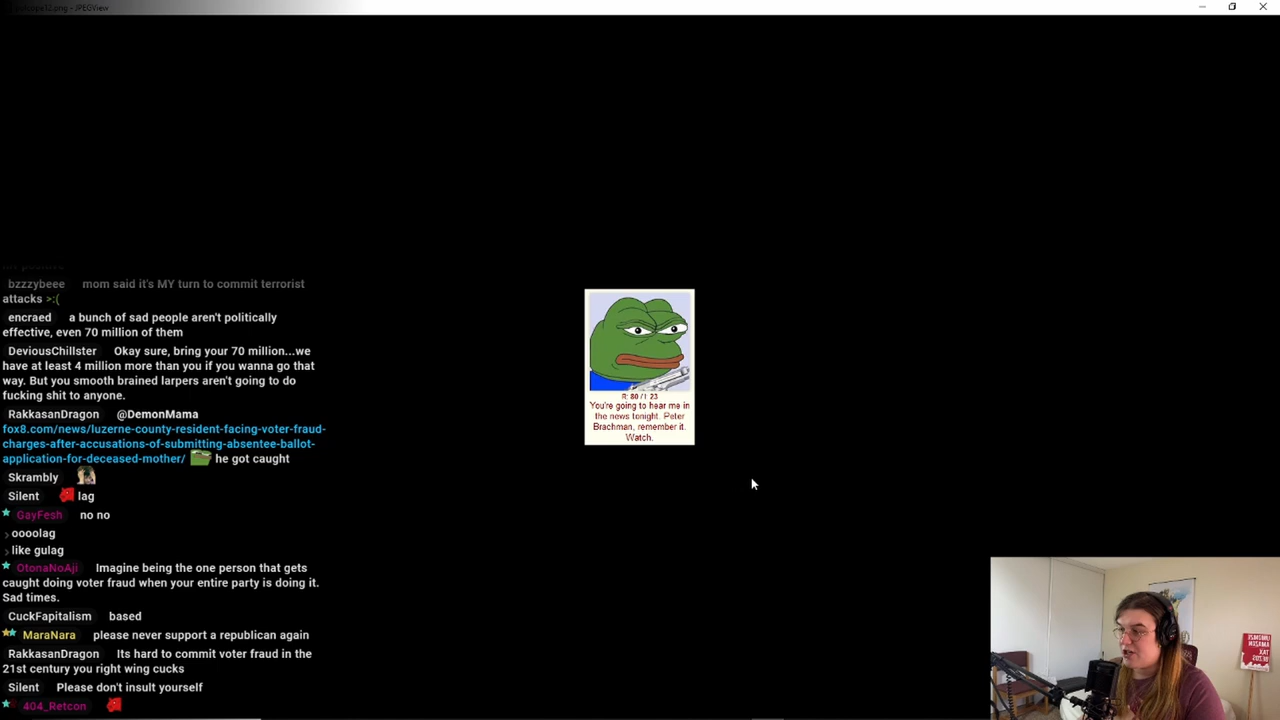 bzzzybeee mom said it's MY turn to commit terrorist
attacks >:(
encraed a bunch of sad people aren't politically
effective, even 70 million of them
DeviousChillster Okay sure, bring your 70 million...we
have at least 4 million more than you if you wanna go that
way. But you smooth brained larpers aren't going to do
fucking shit to anyone.
RakkasanDragon @DemonMama
fox8.com/news/luzerne-county-resident-facing-voter-fraud-
charges-after-accusations-of-submitting-absentee-ballot-
application-for-deceased-mother/ he got caught
Skrambly
Silent lag
GayFesh no no
oooolag
like gulag
OtonaNoAji Imagine being the one person that gets
caught doing voter fraud when your entire party is doing it.
Sad times.
CuckFapitalism based
MaraNara please never support a republican again
RakkasanDragon Its hard to commit voter fraud in the
21st century you right wing cucks
Silent Please don't insult yourself
404_Retcon
R: 80 / I: 23
You're going to hear me in
the news tonight. Peter
Brachman, remember it.
Watch.